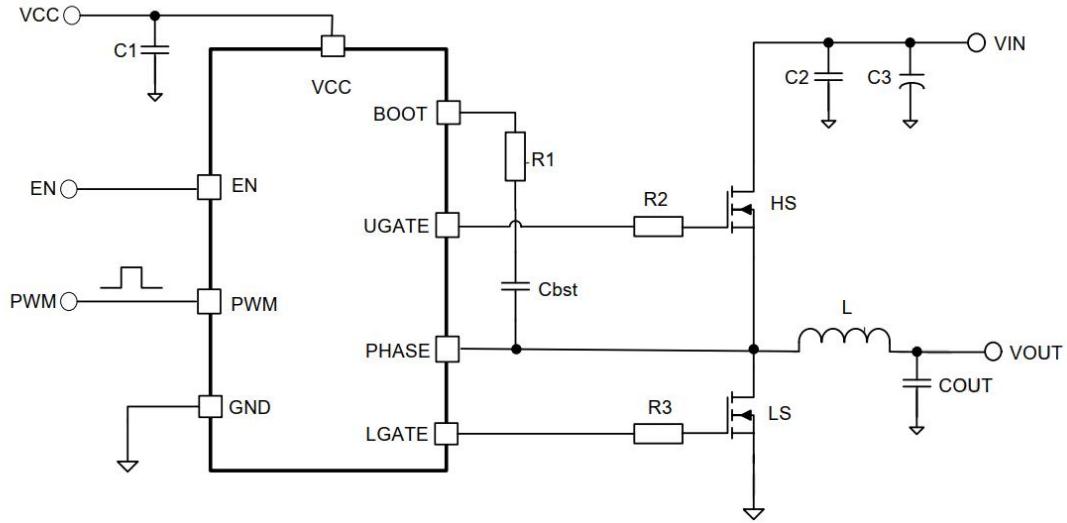 VCC
C1
VCC
BOOT
R1
EN
EN
UGATE
R2
HS
VIN
C2
C3
PWM
PWM
Cbst
PHASE
L
VOUT
COUT
GND
LGATE
R3
LS